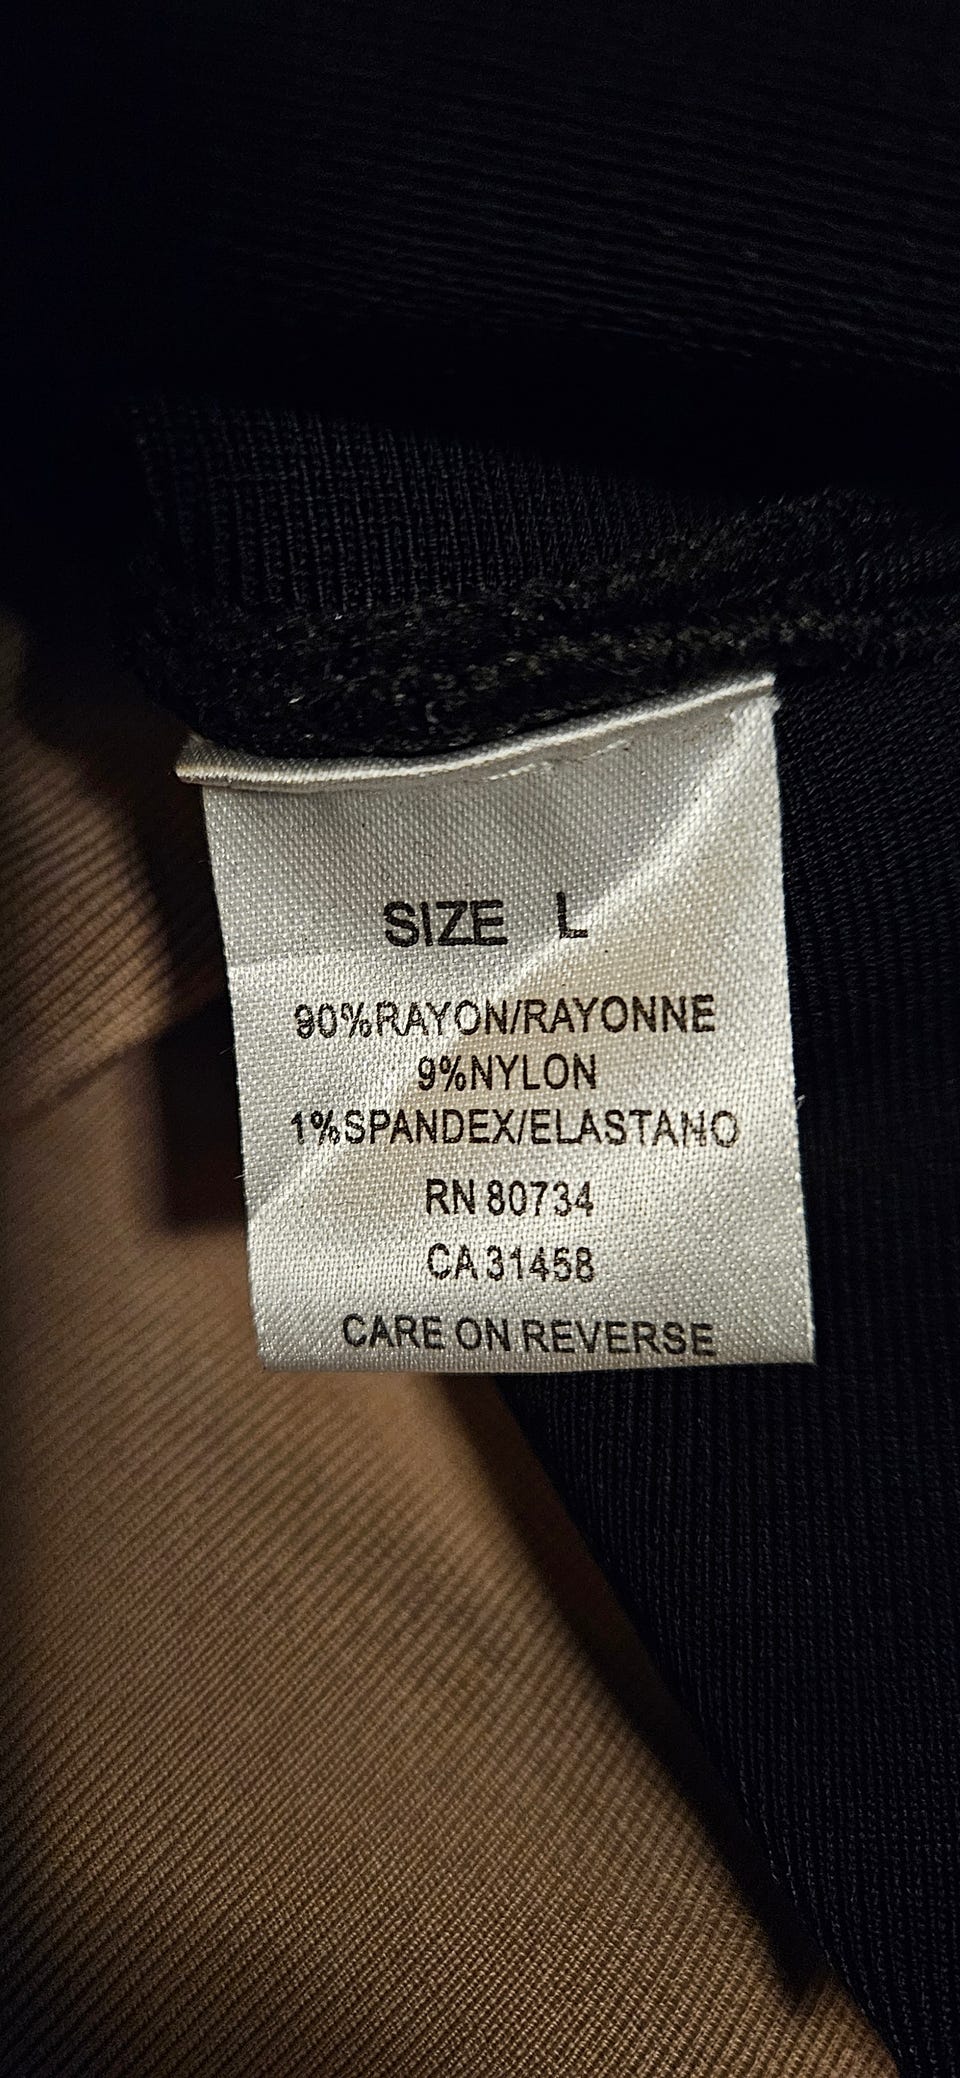 SIZE L
90%RAYON/RAYONNE
9%NYLON
1%SPANDEX/ELASTANO
RN 80734
CA 31458
CARE ON REVERSE